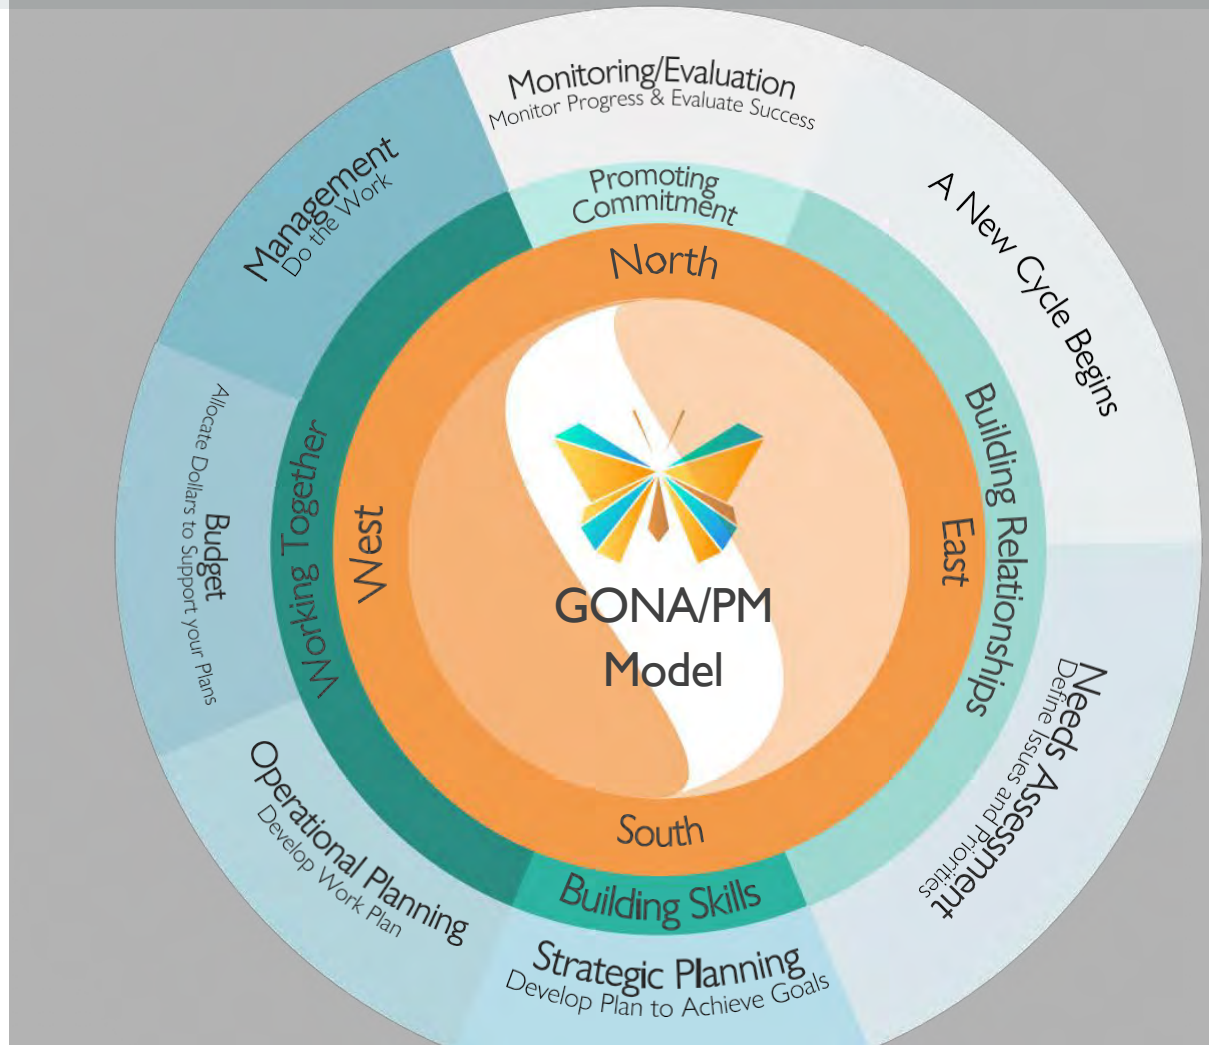 Monitoring/Evaluation
Monitor Progress & Evaluate Success
Promoting
Commitment
North
A New Cycle Begins
Building Relationships
East
Needs Assessment
Define Issues and Priorities
South
Building Skills
Strategic Planning
Develop Plan to Achieve Goals
Operational Planning
Develop Work Plan
Budget
Allocate Dollars to Support your Plans
Working Together
West
Management
Do the Work
GONA/PM
Model